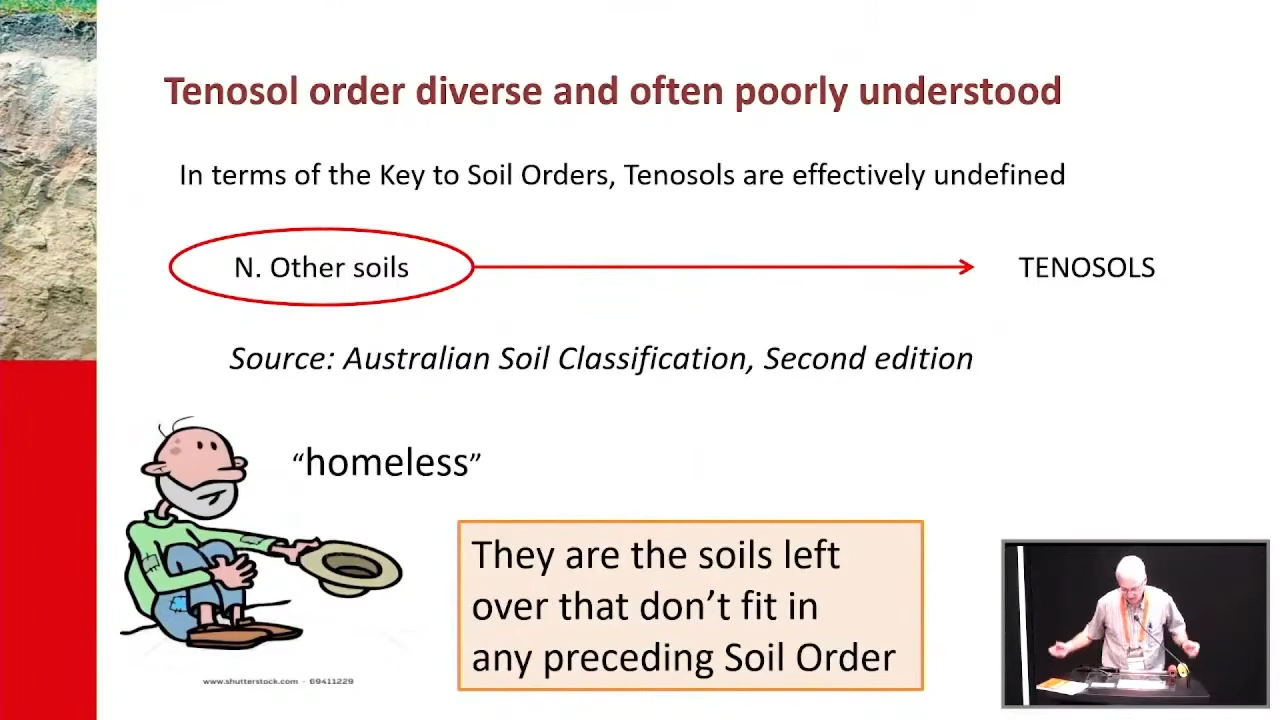 Tenosol order diverse and often poorly understood
In terms of the Key to Soil Orders, Tenosols are effectively undefined
N. Other soils
TENOSOLS
Source: Australian Soil Classification, Second edition
“homeless”
They are the soils left
over that don’t fit in
any preceding Soil Order
www.shutterstock.com · 69411229